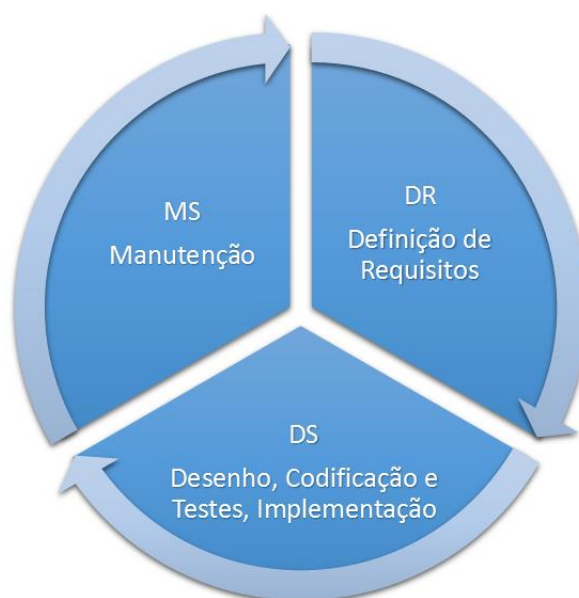 MS
Manutenção
DR
Definição de
Requisitos
DS
Desenho, Codificação e
Testes, Implementação